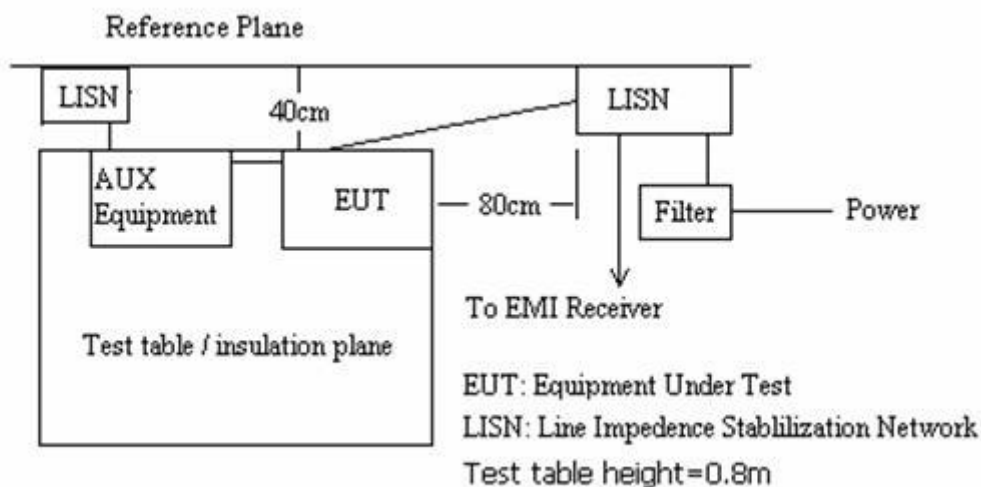 Reference Plane
LISN
40cm
LISN
AUX
Equipment
EUT
80cm
Filter
Power
To EMI Receiver
Test table / insulation plane
EUT: Equipment Under Test
LISN: Line Impedence Stablilization Network
Test table height=0.8m